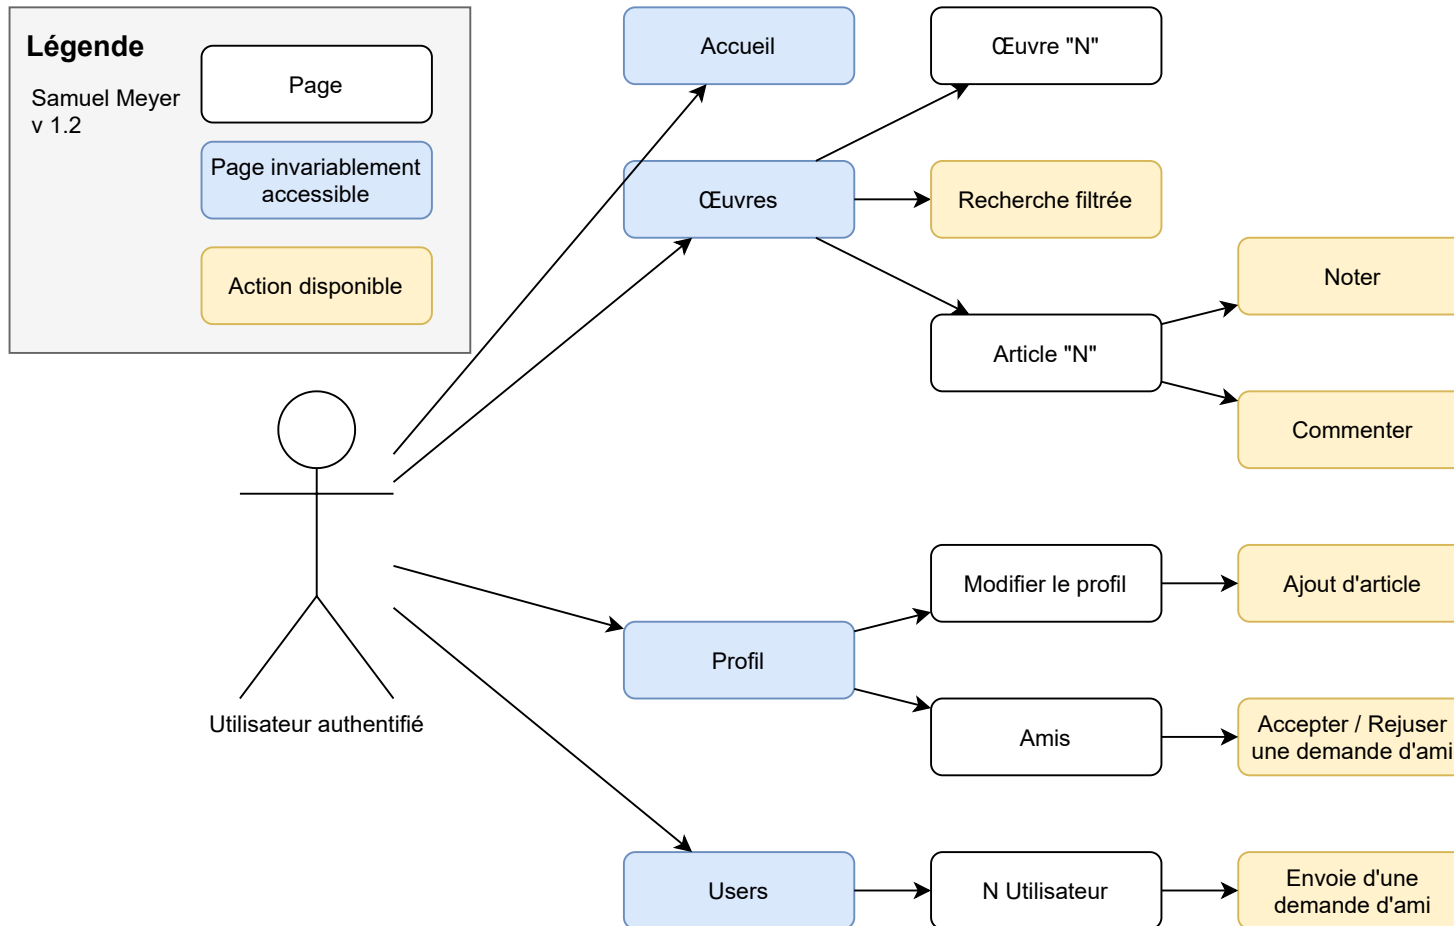 Légende
Samuel Meyer
v 1.2
Page
Page invariablement
accessible
Action disponible
Accueil
Œuvre "N"
Œuvres
Recherche filtrée
Noter
Article "N"
Commenter
Utilisateur authentifié
Modifier le profil
Ajout d'article
Profil
Amis
Accepter / Rejuser
une demande d'ami
Users
N Utilisateur
Envoie d'une
demande d'ami